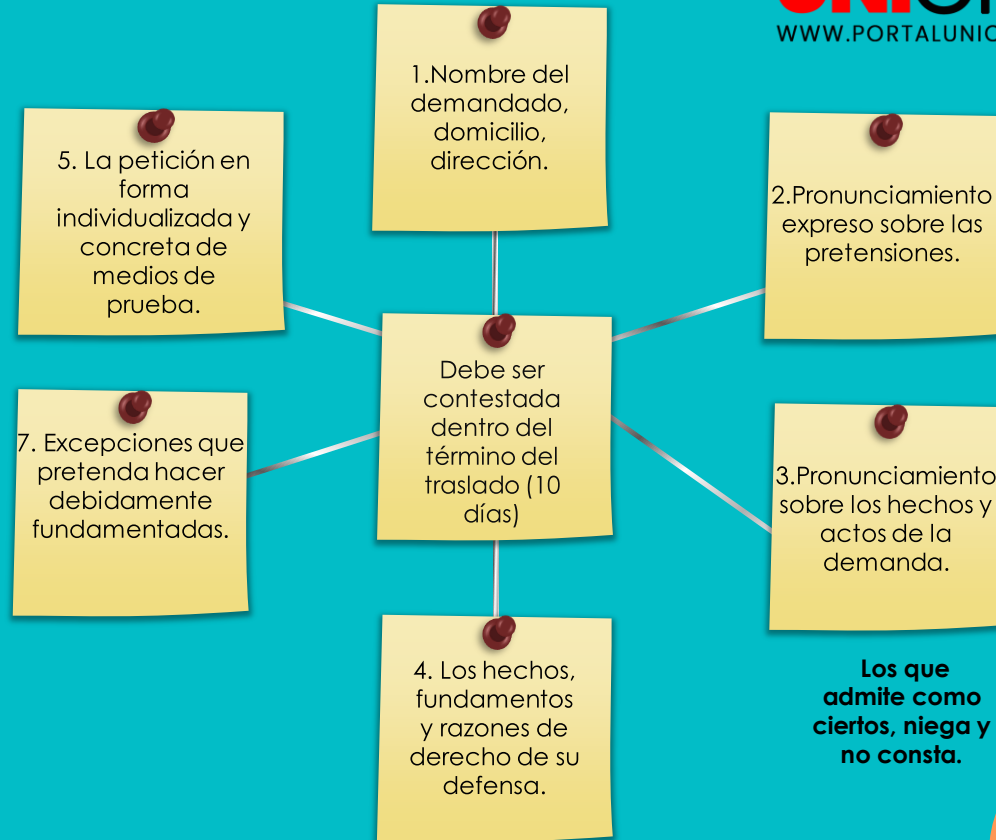 WWW.PORTALUNIO
1.Nombre del
demandado,
domicilio,
dirección.
5. La petición en
forma
individualizada y
concreta de
medios de
prueba.
2.Pronunciamiento
expreso sobre las
pretensiones.
Debe ser
contestada
dentro del
término del
traslado (10
días)
7. Excepciones que
pretenda hacer
debidamente
fundamentadas.
3.Pronunciamiento
sobre los hechos y
actos de la
demanda.
Los que
admite como
ciertos, niega y
no consta.
4. Los hechos,
fundamentos
y razones de
derecho de su
defensa.